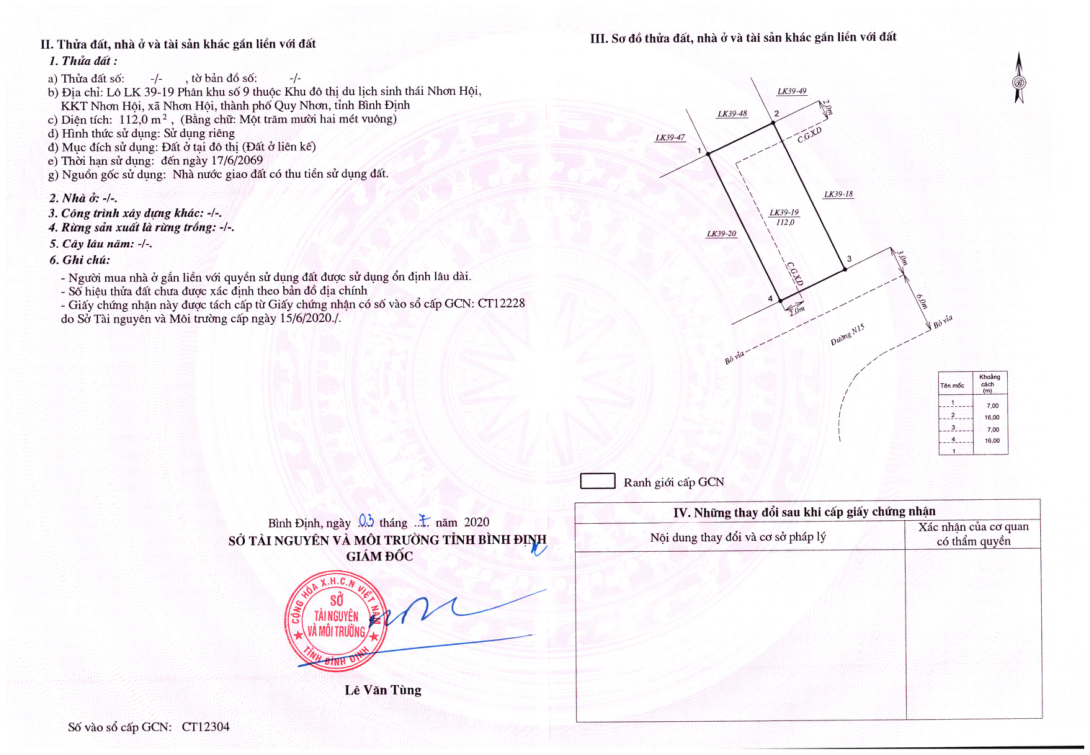 II. Thửa đất, nhà ở và tài sản khác gắn liền với đất
1. Thửa đất :
a) Thửa đất số: -/- , tờ bản đồ số: -/-
b) Địa chỉ: Lô LK 39-19 Phân khu số 9 thuộc Khu đô thị du lịch sinh thái Nhơn Hội,
KKT Nhơn Hội, xã Nhơn Hội, thành phố Quy Nhơn, tỉnh Bình Định
c) Diện tích: 112,0 m² , (Bằng chữ: Một trăm mười hai mét vuông)
d) Hình thức sử dụng: Sử dụng riêng
đ) Mục đích sử dụng: Đất ở tại đô thị (Đất ở liên kế)
e) Thời hạn sử dụng: đến ngày 17/6/2069
g) Nguồn gốc sử dụng: Nhà nước giao đất có thu tiền sử dụng đất.
2. Nhà ở: -/-.
3. Công trình xây dựng khác: -/-.
4. Rừng sản xuất là rừng trồng: -/-.
5. Cây lâu năm: -/-.
6. Ghi chú:
- Người mua nhà ở gắn liền với quyền sử dụng đất được sử dụng ổn định lâu dài.
- Số hiệu thửa đất chưa được xác định theo bản đồ địa chính
- Giấy chứng nhận này được tách cấp từ Giấy chứng nhận có số vào sổ cấp GCN: CT12228
do Sở Tài nguyên và Môi trường cấp ngày 15/6/2020./.
Bình Định, ngày 03 tháng .7. năm 2020
SỞ TÀI NGUYÊN VÀ MÔI TRƯỜNG TỈNH BÌNH ĐỊNH
GIÁM ĐỐC
CỘNG HÒA X.H.C.N VIỆT NAM
SỞ
TÀI NGUYÊN
VÀ MÔI TRƯỜNG
TỈNH BÌNH ĐỊNH
Lê Văn Tùng
Số vào sổ cấp GCN: CT12304
III. Sơ đồ thửa đất, nhà ở và tài sản khác gắn liền với đất
LK39-49
LK39-48
2
2.0m
C.G.X.D
LK39-47
1
LK39-18
LK39-19
112,0
LK39-20
C.G.X.D
3
3.0m
4
2.0m
6.0m
Đường N15
Bó vỉa
Bó vỉa
Tên mốc
Khoảng
cách
(m)
1
7,00
2
16,00
3
7,00
4
16,00
1
Ranh giới cấp GCN
IV. Những thay đổi sau khi cấp giấy chứng nhận
Nội dung thay đổi và cơ sở pháp lý
Xác nhận của cơ quan
có thẩm quyền